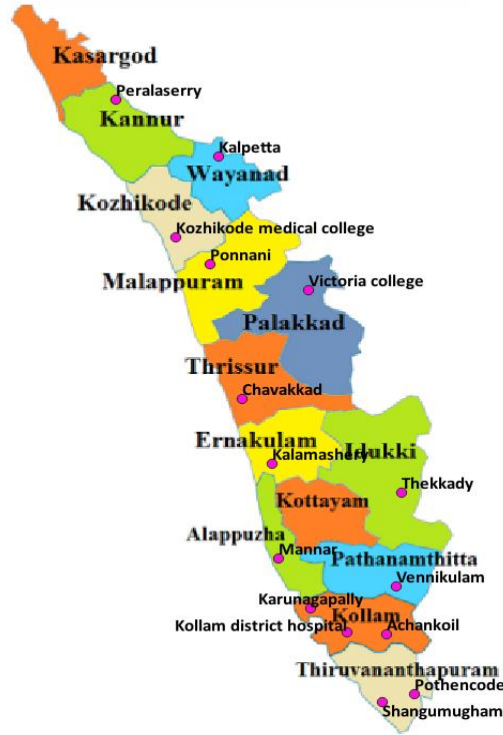 Kasargod
Peralaserry
Kannur
Kalpetta
Wayanad
Kozhikode
Kozhikode medical college
Ponnani
Malappuram
Victoria college
Palakkad
Thrissur
Chavakkad
Ernakulam
Idukki
Kalamashery
Thekkady
Kottayam
Alappuzha
Mannar
Pathanamthitta
Vennikulam
Karunagapally
Kollam
Kollam district hospital
Achankoil
Thiruvananthapuram
Pothencode
Shangumugham